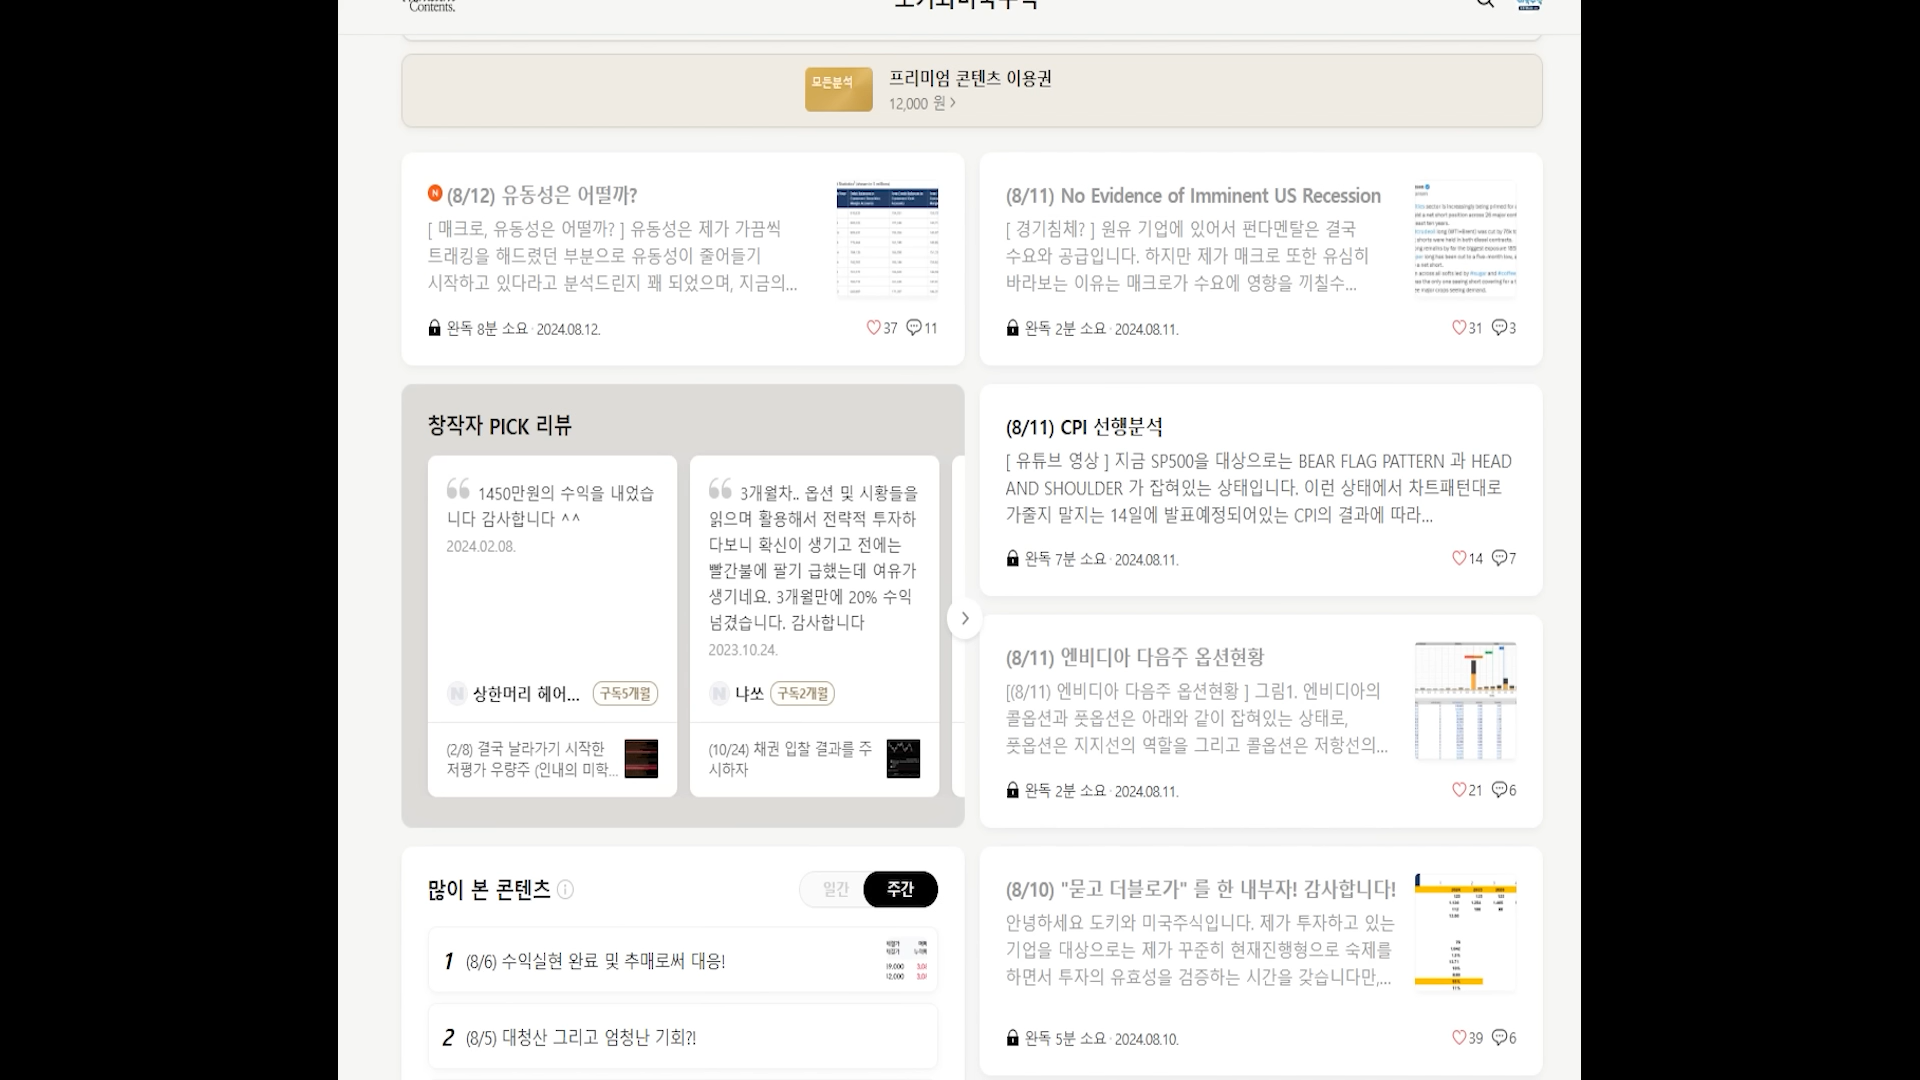 Contents.
모든분석
프리미엄 콘텐츠 이용권
12,000 원
N (8/12) 유동성은 어떨까?
[ 매크로, 유동성은 어떨까? ] 유동성은 제가 가끔씩
트래킹을 해드렸던 부분으로 유동성이 줄어들기
시작하고 있다라고 분석드린지 꽤 되었으며, 지금의...
완독 8분 소요 · 2024.08.12.
37 11
(8/11) No Evidence of Imminent US Recession
[ 경기침체? ] 원유 기업에 있어서 펀다멘탈은 결국
수요와 공급입니다. 하지만 제가 매크로 또한 유심히
바라보는 이유는 매크로가 수요에 영향을 끼칠수...
완독 2분 소요 · 2024.08.11.
31 3
창작자 PICK 리뷰
1450만원의 수익을 내었습
니다 감사합니다 ^^
2024.02.08.
N 상한머리 헤어... 구독5개월
(2/8) 결국 날라가기 시작한
저평가 우량주 (인내의 미학...
3개월차.. 옵션 및 시황들을
읽으며 활용해서 전략적 투자하
다보니 확신이 생기고 전에는
빨간불에 팔기 급했는데 여유가
생기네요. 3개월만에 20% 수익
넘겼습니다. 감사합니다
2023.10.24.
N 냐쏘 구독2개월
(10/24) 채권 입찰 결과를 주
시하자
(8/11) CPI 선행분석
[ 유튜브 영상 ] 지금 SP500을 대상으로는 BEAR FLAG PATTERN 과 HEAD
AND SHOULDER 가 잡혀있는 상태입니다. 이런 상태에서 차트패턴대로
가줄지 말지는 14일에 발표예정되어있는 CPI의 결과에 따라...
완독 7분 소요 · 2024.08.11.
14 7
(8/11) 엔비디아 다음주 옵션현황
[(8/11) 엔비디아 다음주 옵션현황 ] 그림1. 엔비디아의
콜옵션과 풋옵션은 아래와 같이 잡혀있는 상태로,
풋옵션은 지지선의 역할을 그리고 콜옵션은 저항선의...
완독 2분 소요 · 2024.08.11.
21 6
많이 본 콘텐츠
일간 주간
1 (8/6) 수익실현 완료 및 추매로써 대응!
2 (8/5) 대청산 그리고 엄청난 기회?!
(8/10) "묻고 더블로가" 를 한 내부자! 감사합니다!
안녕하세요 도키와 미국주식입니다. 제가 투자하고 있는
기업을 대상으로는 제가 꾸준히 현재진행형으로 숙제를
하면서 투자의 유효성을 검증하는 시간을 갖습니다만,...
완독 5분 소요 · 2024.08.10.
39 6